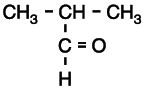 CH₃ - CH - CH₃
C = O
H